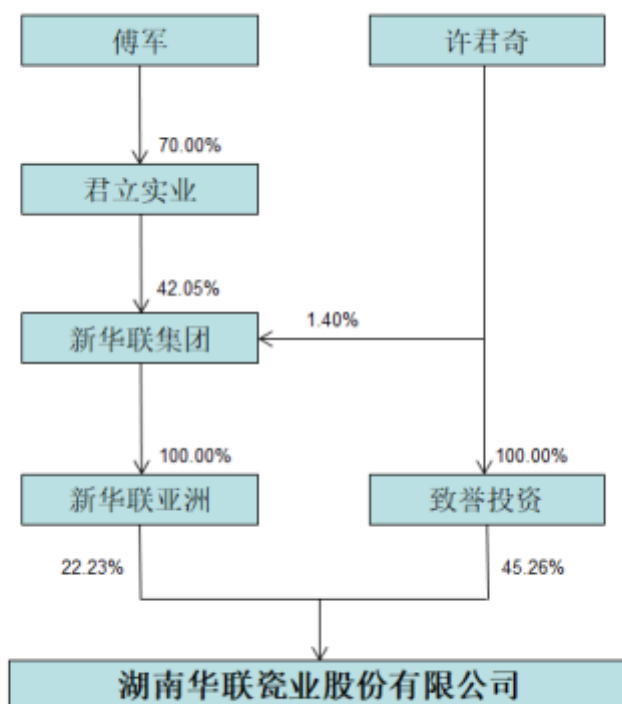 傅军
许君奇
70.00%
君立实业
42.05%
新华联集团
1.40%
100.00%
100.00%
新华联亚洲
致誉投资
22.23%
45.26%
湖南华联瓷业股份有限公司